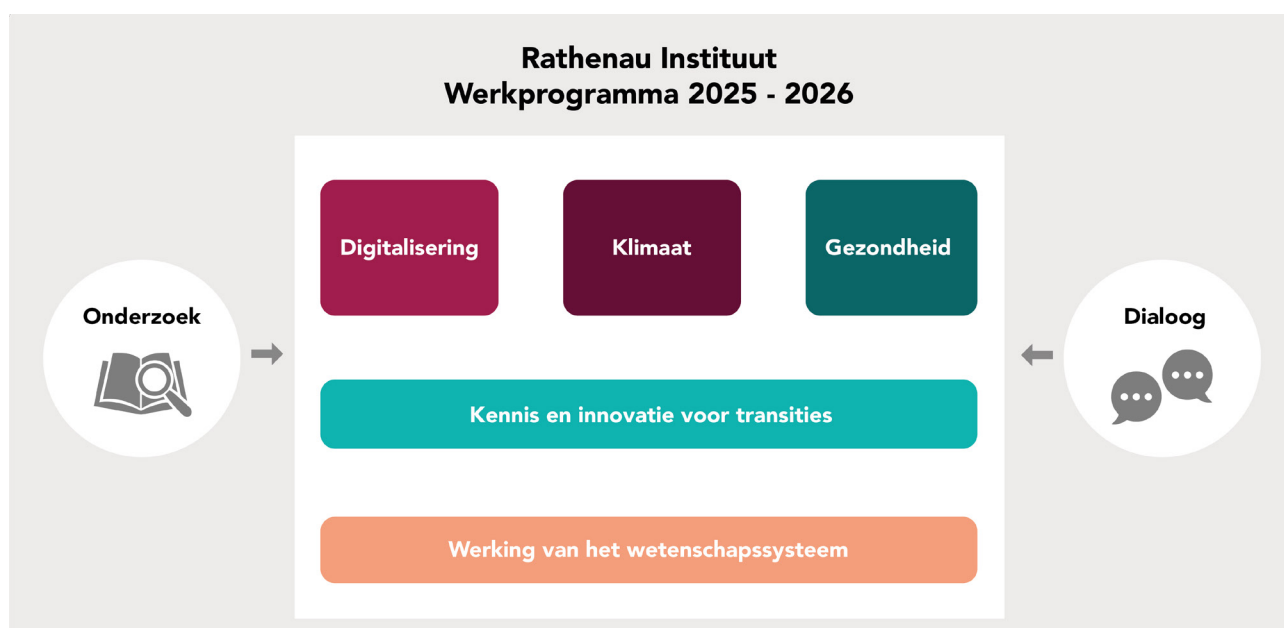 Rathenau Instituut
Werkprogramma 2025 - 2026
Digitalisering
Klimaat
Gezondheid
Onderzoek
Dialoog
Kennis en innovatie voor transities
Werking van het wetenschapssysteem